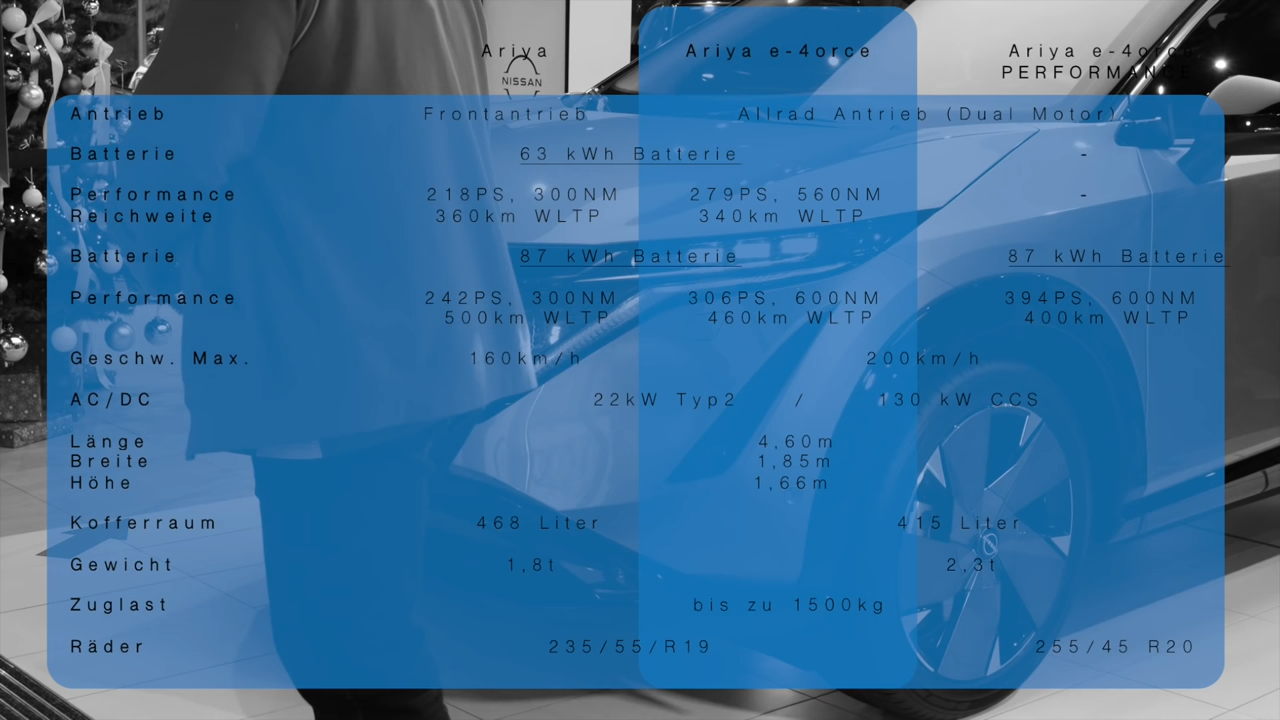 Ariya Ariya e-4orce Ariya e-4orce
PERFORMANCE
NISSAN
Antrieb Frontantrieb Allrad Antrieb (Dual Motor)
Batterie 63 kWh Batterie -
Performance 218PS, 300NM 279PS, 560NM -
Reichweite 360km WLTP 340km WLTP
Batterie 87 kWh Batterie 87 kWh Batterie
Performance 242PS, 300NM 306PS, 600NM 394PS, 600NM
500km WLTP 460km WLTP 400km WLTP
Geschw. Max. 160km/h 200km/h
AC/DC 22kW Typ2 / 130 kW CCS
Länge 4,60m
Breite 1,85m
Höhe 1,66m
Kofferraum 468 Liter 415 Liter
Gewicht 1,8t 2,3t
Zuglast bis zu 1500kg
Räder 235/55/R19 255/45 R20